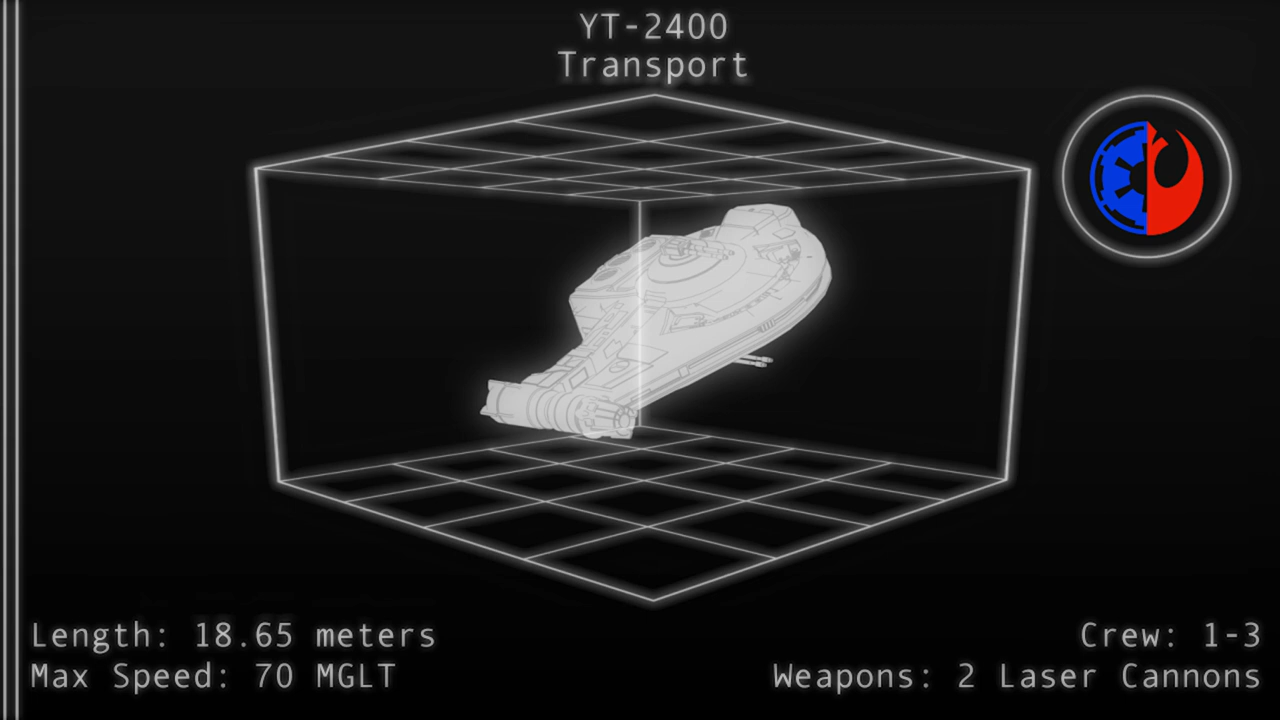 YT-2400
Transport
Length: 18.65 meters
Max Speed: 70 MGLT
Crew: 1-3
Weapons: 2 Laser Cannons